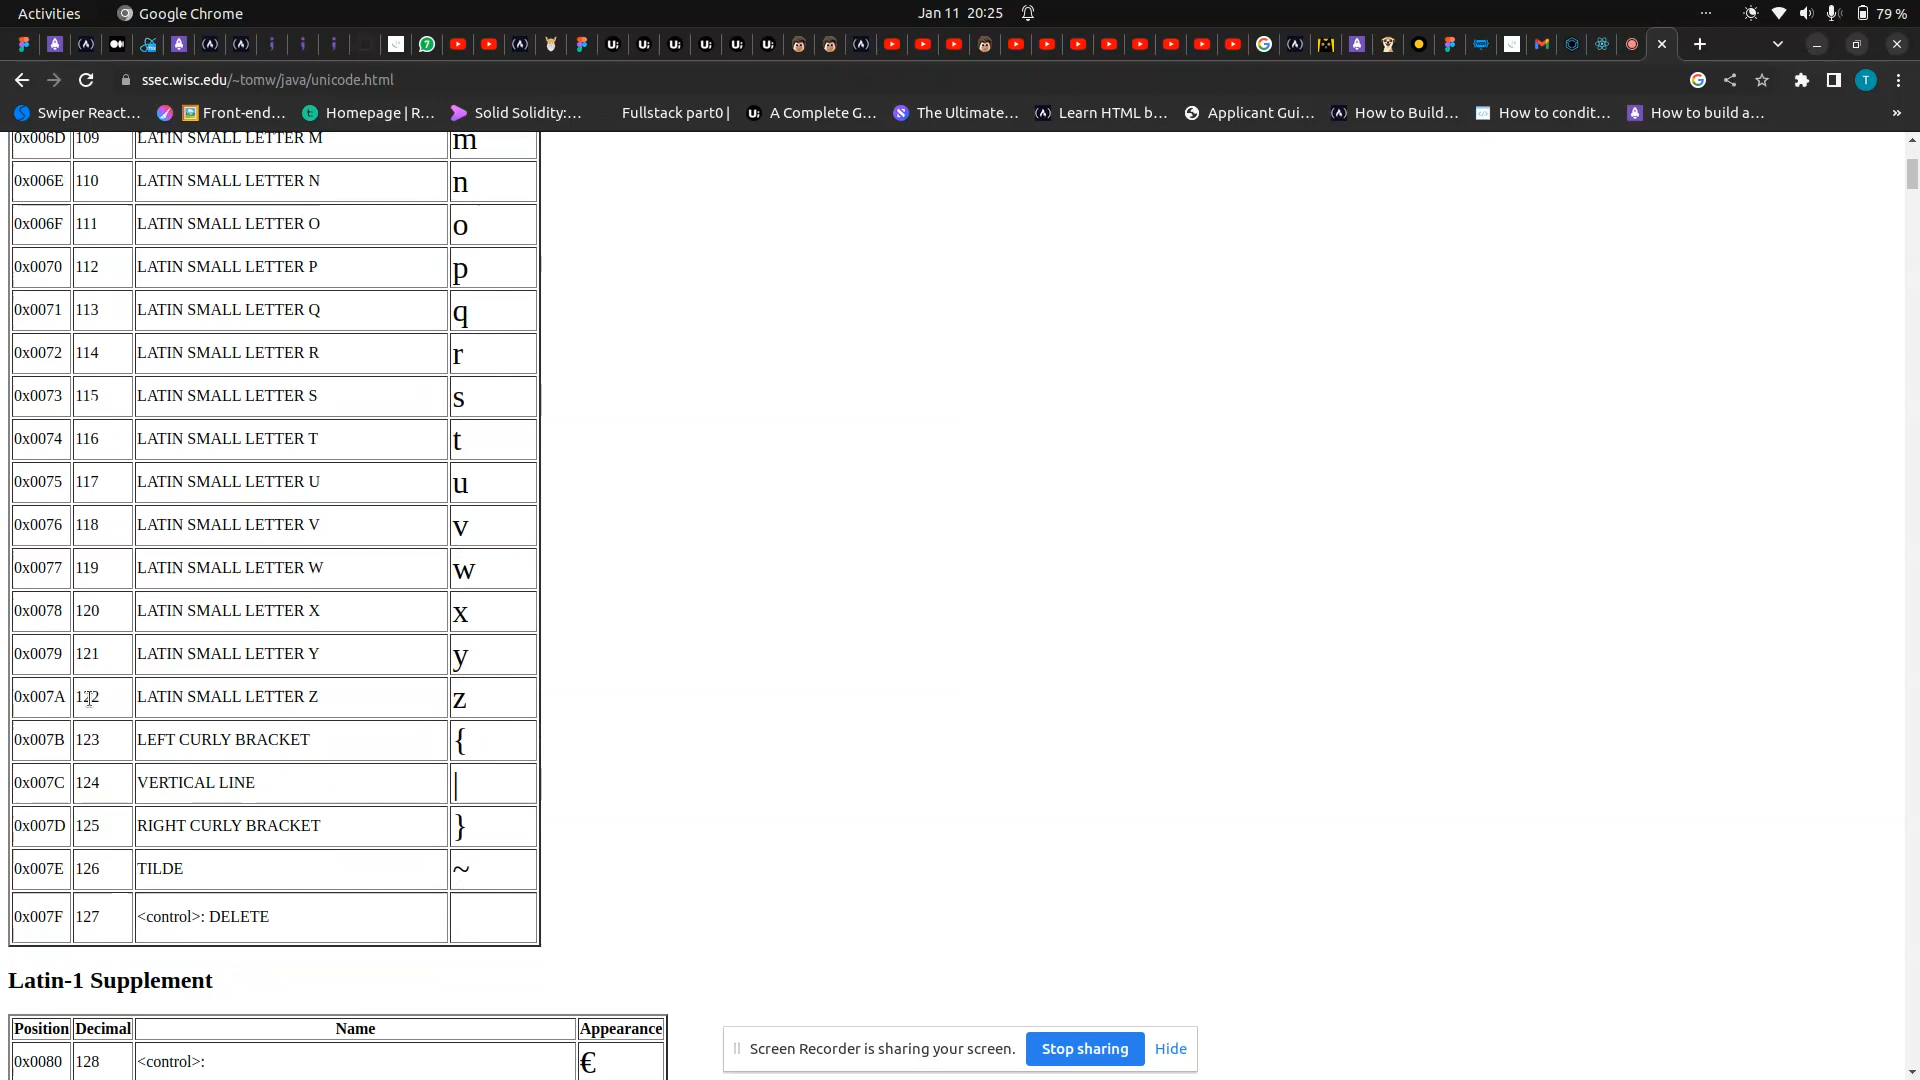 Activities Google Chrome Jan 11 20:25 79 %
ssec.wisc.edu/~tomw/java/unicode.html
Swiper React... Front-end... Homepage | R... Solid Solidity:... Fullstack part0 | A Complete G... The Ultimate... Learn HTML b... Applicant Gui... How to Build... How to condit... How to build a... »
0x006D 109 LATIN SMALL LETTER M m
0x006E 110 LATIN SMALL LETTER N n
0x006F 111 LATIN SMALL LETTER O o
0x0070 112 LATIN SMALL LETTER P p
0x0071 113 LATIN SMALL LETTER Q q
0x0072 114 LATIN SMALL LETTER R r
0x0073 115 LATIN SMALL LETTER S s
0x0074 116 LATIN SMALL LETTER T t
0x0075 117 LATIN SMALL LETTER U u
0x0076 118 LATIN SMALL LETTER V v
0x0077 119 LATIN SMALL LETTER W w
0x0078 120 LATIN SMALL LETTER X x
0x0079 121 LATIN SMALL LETTER Y y
0x007A 122 LATIN SMALL LETTER Z z
0x007B 123 LEFT CURLY BRACKET {
0x007C 124 VERTICAL LINE |
0x007D 125 RIGHT CURLY BRACKET }
0x007E 126 TILDE ~
0x007F 127 <control>: DELETE
Latin-1 Supplement
Position Decimal Name Appearance
0x0080 128 <control>: €
Screen Recorder is sharing your screen. Stop sharing Hide